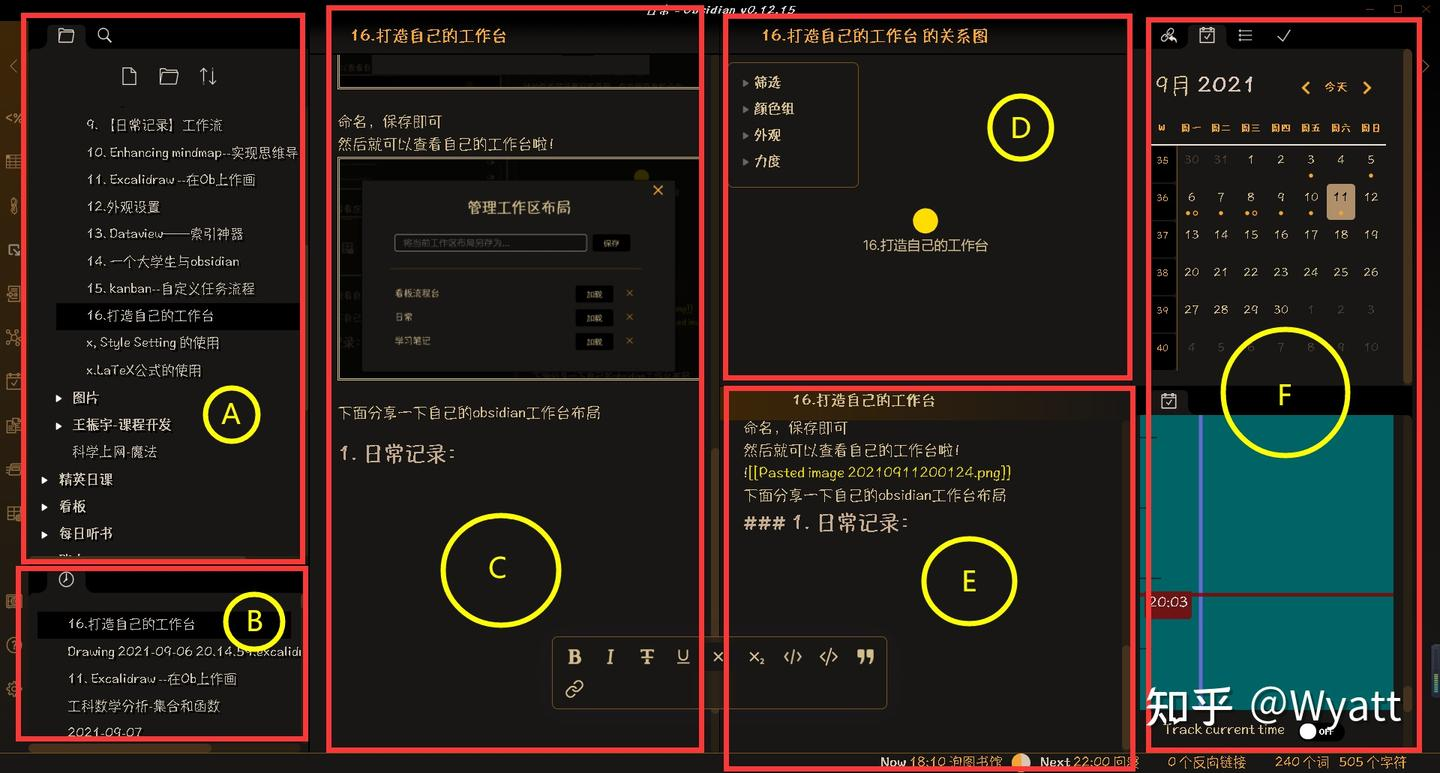 日常 - Obsidian v0.12.15
9. 【日常记录】工作流
10. Enhancing mindmap--实现思维导
11. Excalidraw --在Ob上作画
12.外观设置
13. Dataview——索引神器
14. 一个大学生与obsidian
15. kanban--自定义任务流程
16.打造自己的工作台
x, Style Setting 的使用
x.LaTeX公式的使用
图片
王振宇-课程开发
科学上网-魔法
精英日课
看板
每日听书
A
16.打造自己的工作台
Drawing 2021-09-06 20.14.59.excalidr
11. Excalidraw --在Ob上作画
工科数学分析-集合和函数
2021-09-07
B
16.打造自己的工作台
命名，保存即可
然后就可以查看自己的工作台啦！
管理工作区布局
将当前工作区布局另存为...
保存
看板流程台 加载
日常 加载
学习笔记 加载
下面分享一下自己的obsidian工作台布局
1. 日常记录：
C
B I T U X X₂ </> </>
16.打造自己的工作台 的关系图
筛选
颜色组
外观
力度
D
16.打造自己的工作台
16.打造自己的工作台
命名，保存即可
然后就可以查看自己的工作台啦！
![[Pasted image 20210911200124.png]]
下面分享一下自己的obsidian工作台布局
### 1. 日常记录：
E
9月 2021 今天
W 周一 周二 周三 周四 周五 周六 周日
35 30 31 1 2 3 4 5
36 6 7 8 9 10 11 12
37 13 14 15 16 17 18 19
38 20 21 22 23 24 25 26
39 27 28 29 30 1 2 3
40 4 5 6 7 8 9 10
F
20:03
知乎 @Wyatt
Track current time OFF
Now 18:10 泡图书馆 Next 22:00 回寝 0 个反向链接 240 个词 505 个字符